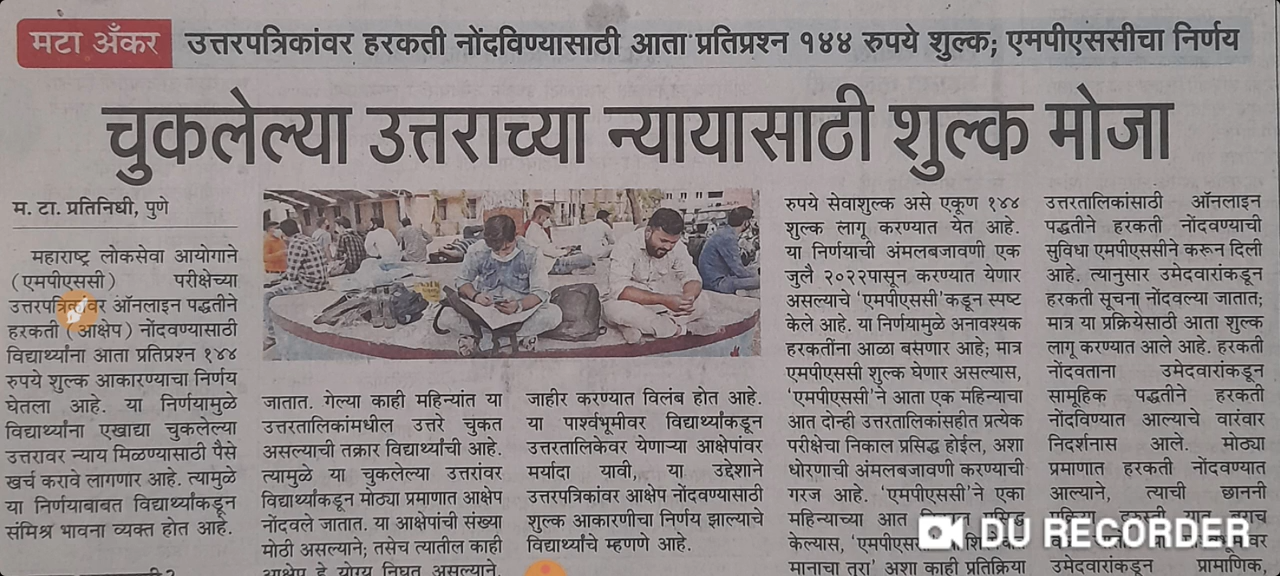 मटा अँकर
उत्तरपत्रिकांवर हरकती नोंदविण्यासाठी आता प्रतिप्रश्न १४४ रुपये शुल्क; एमपीएससीचा निर्णय
चुकलेल्या उत्तराच्या न्यायासाठी शुल्क मोजा
म. टा. प्रतिनिधी, पुणे
महाराष्ट्र लोकसेवा आयोगाने
(एमपीएससी) परीक्षेच्या
ऑनलाइन पद्धतीने
हरकती (आक्षेप) नोंदवण्यासाठी
विद्यार्थ्यांना आता प्रतिप्रश्न १४४
रुपये शुल्क आकारण्याचा निर्णय
घेतला आहे. या निर्णयामुळे
विद्यार्थ्यांना एखाद्या चुकलेल्या
उत्तरावर न्याय मिळण्यासाठी पैसे
खर्च करावे लागणार आहे. त्यामुळे
या निर्णयाबाबत विद्यार्थ्यांकडून
संमिश्र भावना व्यक्त होत आहे.
जातात. गेल्या काही महिन्यांत या
उत्तरतालिकांमधील उत्तरे चुकत
असल्याची तक्रार विद्यार्थ्यांची आहे.
त्यामुळे या चुकलेल्या उत्तरांवर
विद्यार्थ्यांकडून मोठ्या प्रमाणात आक्षेप
नोंदवले जातात. या आक्षेपांची संख्या
मोठी असल्याने; तसेच त्यातील काही
आक्षेप हे योग्य निघत असल्याने,
जाहीर करण्यात विलंब होत आहे.
या पार्श्वभूमीवर विद्यार्थ्यांकडून
उत्तरतालिकेवर येणाऱ्या आक्षेपांवर
मर्यादा यावी, या उद्देशाने
उत्तरपत्रिकांवर आक्षेप नोंदवण्यासाठी
शुल्क आकारणीचा निर्णय झाल्याचे
विद्यार्थ्यांचे म्हणणे आहे.
रुपये सेवाशुल्क असे एकूण १४४
शुल्क लागू करण्यात येत आहे.
या निर्णयाची अंमलबजावणी एक
जुलै २०२२पासून करण्यात येणार
असल्याचे 'एमपीएससी'कडून स्पष्ट
केले आहे. या निर्णयामुळे अनावश्यक
हरकतींना आळा बसणार आहे; मात्र
एमपीएससी शुल्क घेणार असल्यास,
'एमपीएससी'ने आता एक महिन्याचा
आत दोन्ही उत्तरतालिकांसहीत प्रत्येक
परीक्षेचा निकाल प्रसिद्ध होईल, अशा
धोरणाची अंमलबजावणी करण्याची
गरज आहे. 'एमपीएससी'ने एका
महिन्याच्या आत
केल्यास,
मानाचा तुरा' अशा काही प्रतिक्रिया
उत्तरतालिकांसाठी ऑनलाइन
पद्धतीने हरकती नोंदवण्याची
सुविधा एमपीएससीने करून दिली
आहे. त्यानुसार उमेदवारांकडून
हरकती सूचना नोंदवल्या जातात;
मात्र या प्रक्रियेसाठी आता शुल्क
लागू करण्यात आले आहे. हरकती
नोंदवताना उमेदवारांकडून
सामूहिक पद्धतीने हरकती
नोंदविण्यात आल्याचे वारंवार
निदर्शनास आले. मोठ्या
प्रमाणात हरकती नोंदवण्यात
आल्याने, त्याची छाननी
उमेदवारांकडून प्रामाणिक,
DU RECORDER